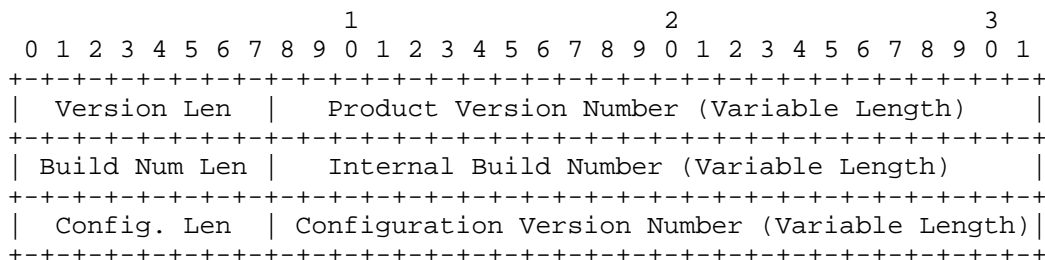 1                   2                   3
 0 1 2 3 4 5 6 7 8 9 0 1 2 3 4 5 6 7 8 9 0 1 2 3 4 5 6 7 8 9 0 1
+-+-+-+-+-+-+-+-+-+-+-+-+-+-+-+-+-+-+-+-+-+-+-+-+-+-+-+-+-+-+-+-+
|  Version Len  |   Product Version Number (Variable Length)    |
+-+-+-+-+-+-+-+-+-+-+-+-+-+-+-+-+-+-+-+-+-+-+-+-+-+-+-+-+-+-+-+-+
| Build Num Len |   Internal Build Number (Variable Length)     |
+-+-+-+-+-+-+-+-+-+-+-+-+-+-+-+-+-+-+-+-+-+-+-+-+-+-+-+-+-+-+-+-+
|  Config. Len  | Configuration Version Number (Variable Length)|
+-+-+-+-+-+-+-+-+-+-+-+-+-+-+-+-+-+-+-+-+-+-+-+-+-+-+-+-+-+-+-+-+